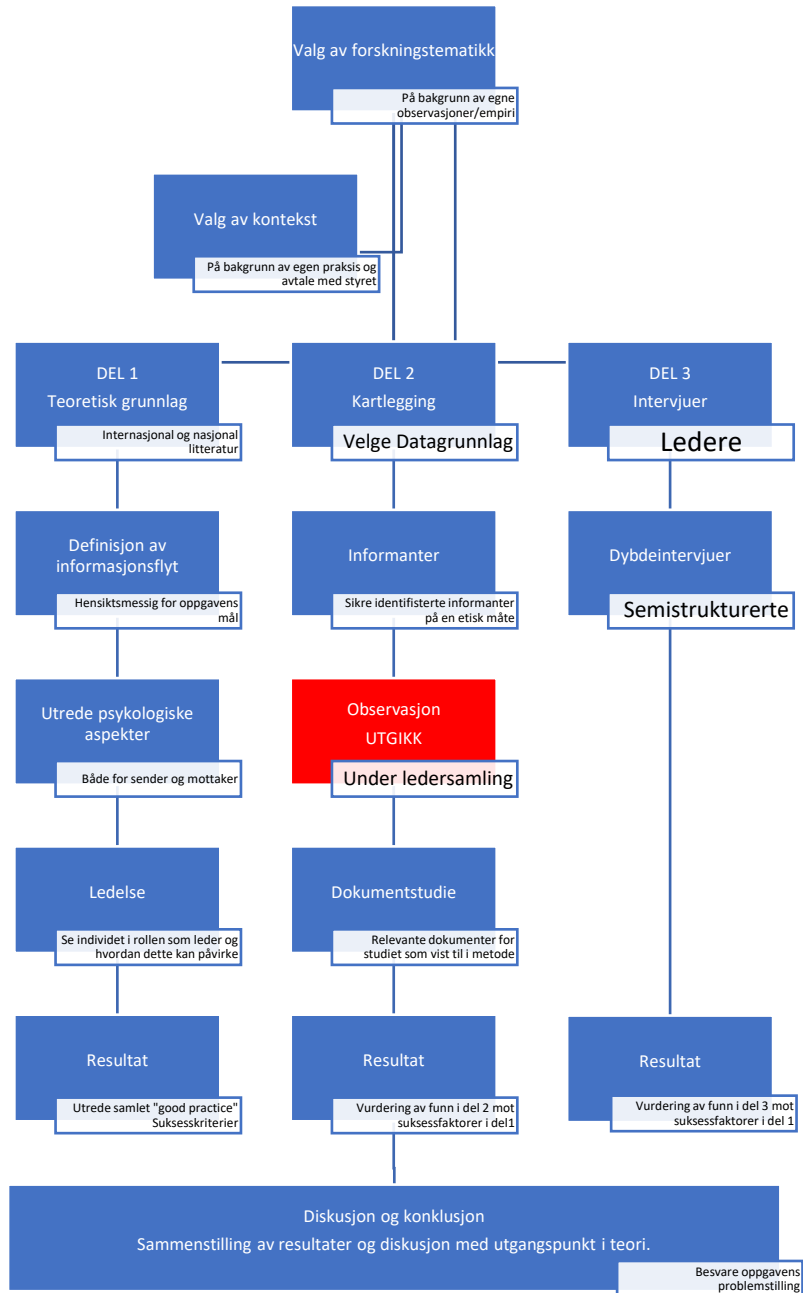 Valg av forskningstematikk
På bakgrunn av egne
observasjoner/empiri
Valg av kontekst
På bakgrunn av egen praksis og
avtale med styret
DEL 1
Teoretisk grunnlag
Internasjonal og nasjonal
litteratur
Definisjon av
informasjonsflyt
Hensiktsmessig for oppgavens
mål
Utrede psykologiske
aspekter
Både for sender og mottaker
Ledelse
Se individet i rollen som leder og
hvordan dette kan påvirke
Resultat
Utrede samlet "good practice"
Suksesskriterier
DEL 2
Kartlegging
Velge Datagrunnlag
Informanter
Sikre identifisterte informanter
på en etisk måte
Observasjon
UTGIKK
Under ledersamling
Dokumentstudie
Relevante dokumenter for
studiet som vist til i metode
Resultat
Vurdering av funn i del 2 mot
suksessfaktorer i del1
DEL 3
Intervjuer
Ledere
Dybdeintervjuer
Semistrukturerte
Resultat
Vurdering av funn i del 3 mot
suksessfaktorer i del 1
Diskusjon og konklusjon
Sammenstilling av resultater og diskusjon med utgangspunkt i teori.
Besvare oppgavens
problemstilling